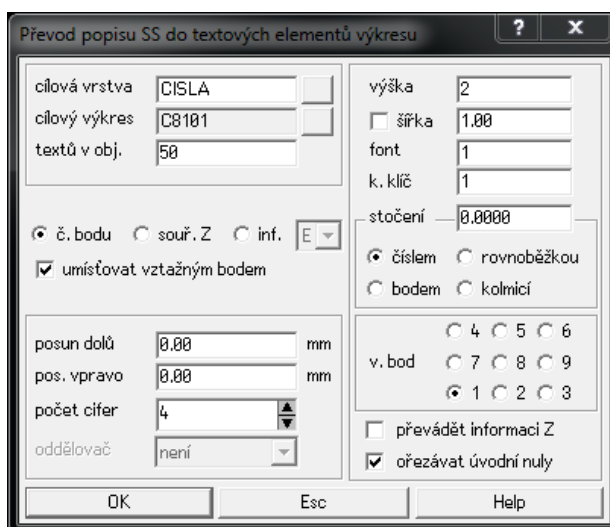 Převod popisu SS do textových elementů výkresu ? x
cílová vrstva CISLA
cílový výkres C8101
textů v obj. 50
č. bodu souř. Z inf. E
umísťovat vztažným bodem
posun dolů 0.00 mm
pos. vpravo 0.00 mm
počet cifer 4
oddělovač není
výška 2
šířka 1.00
font 1
k. klíč 1
stočení 0.0000
číslem rovnoběžkou
bodem kolmicí
4 5 6
v. bod 7 8 9
1 2 3
převádět informaci Z
ořezávat úvodní nuly
OK Esc Help